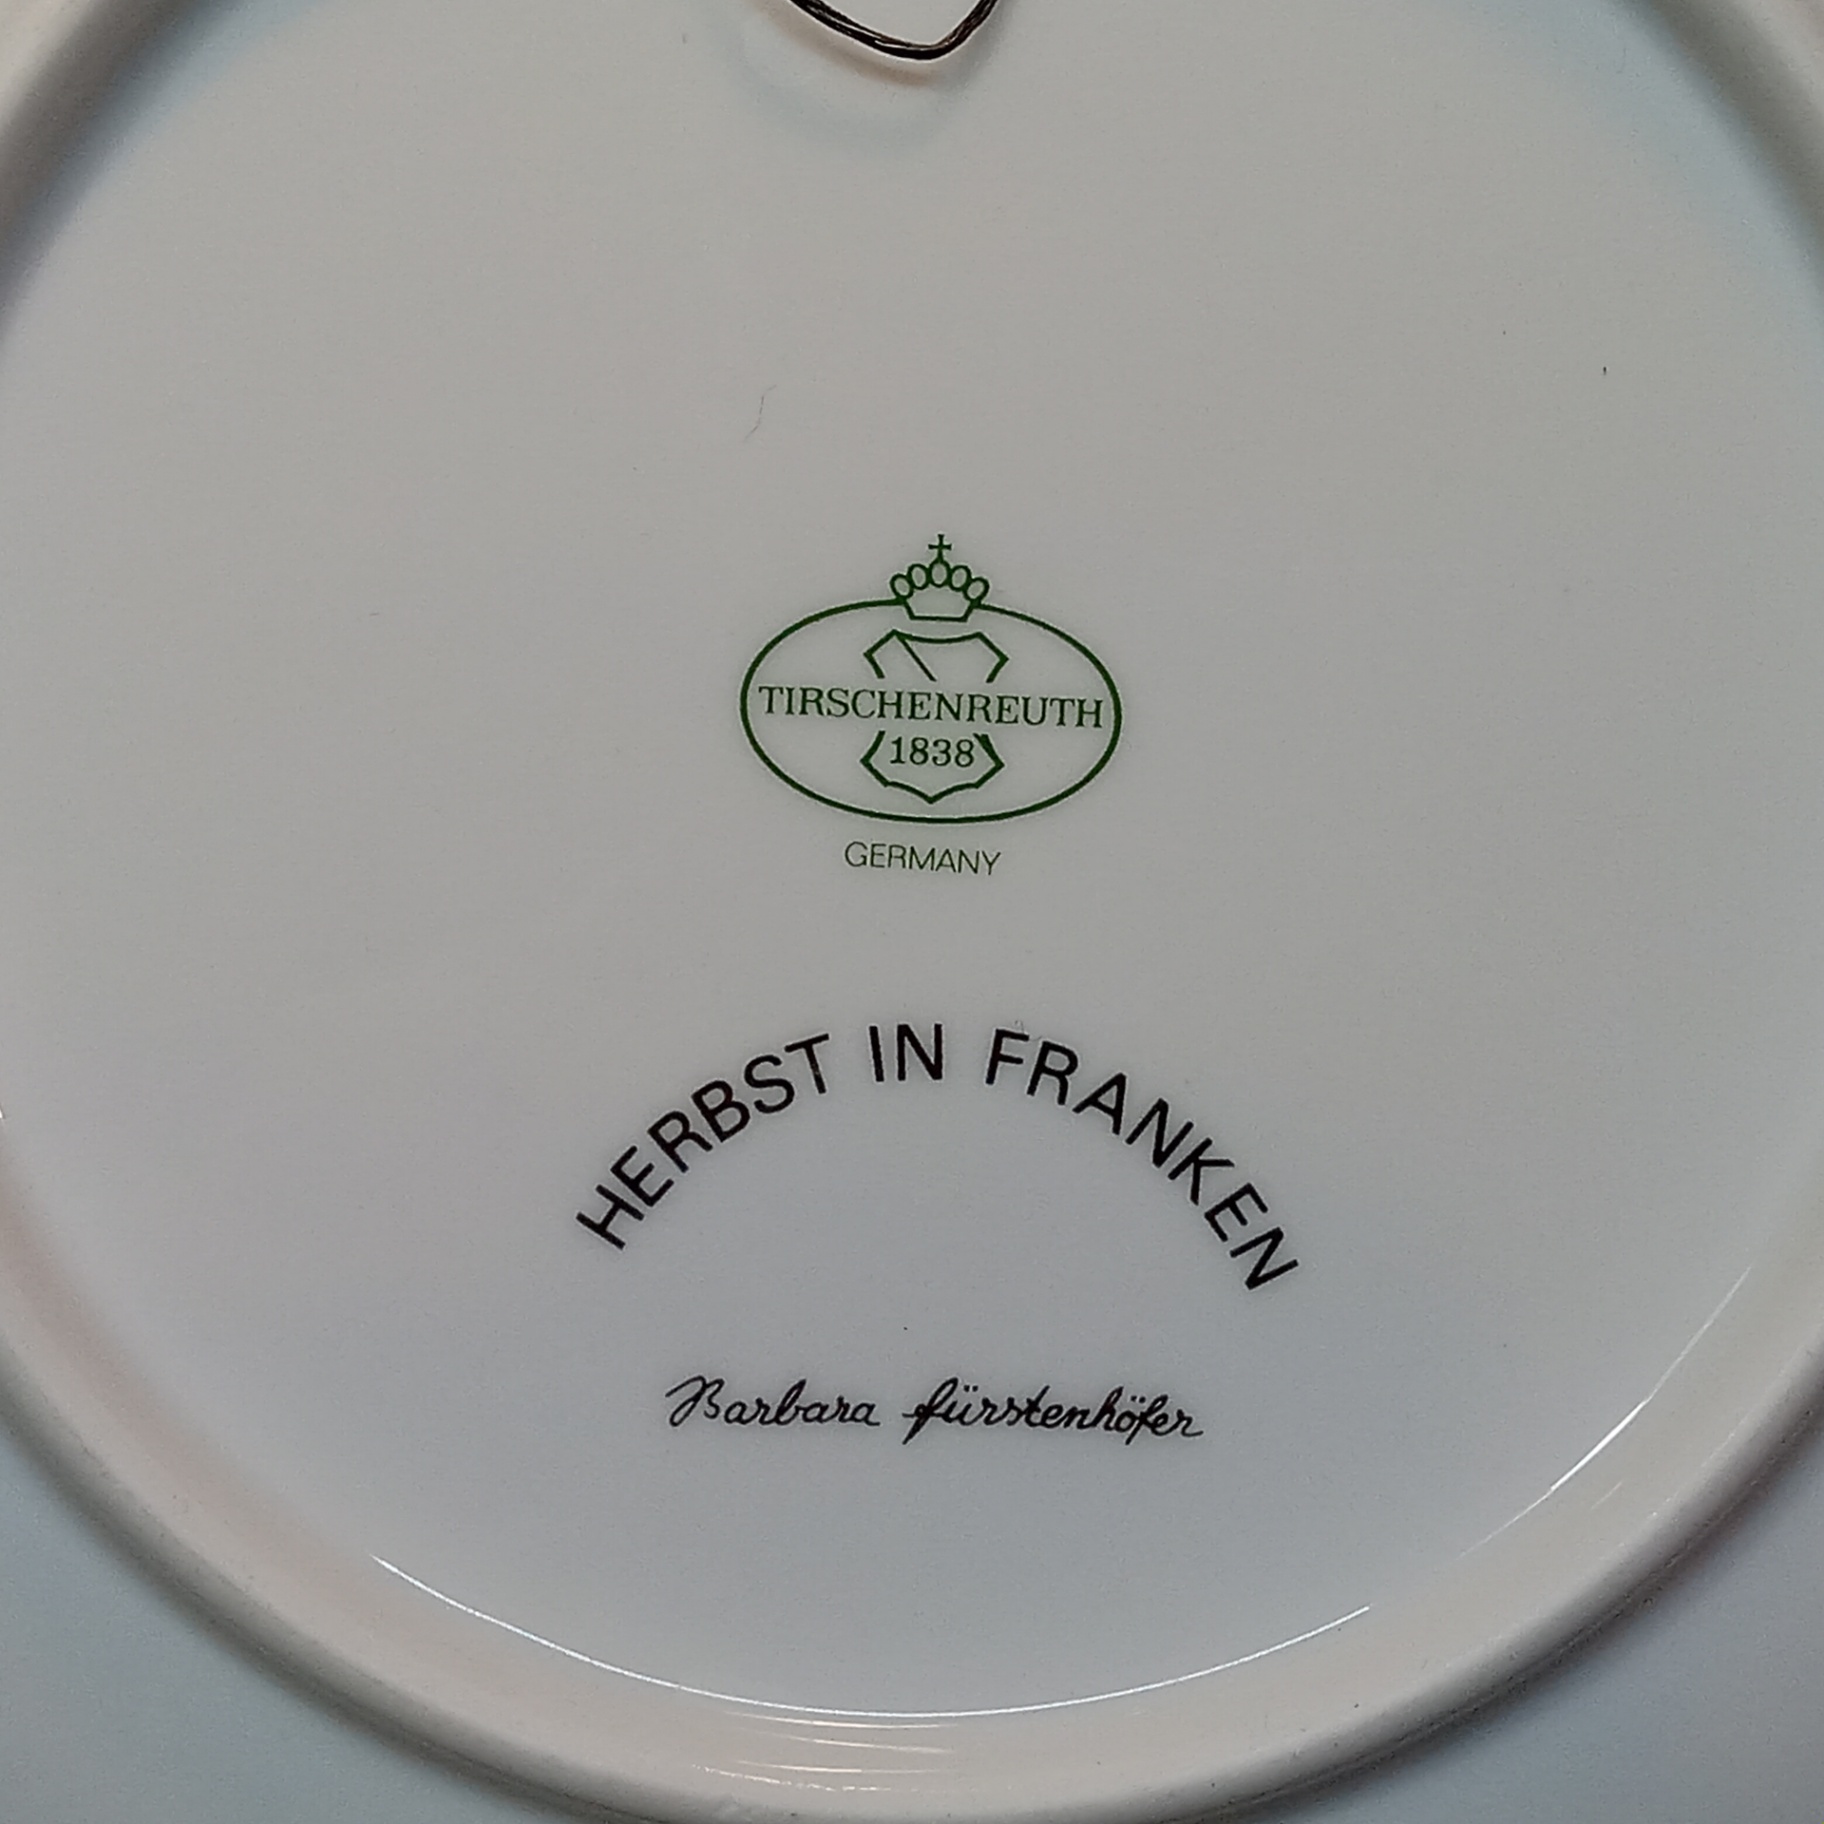 TIRSCHENREUTH
1838
GERMANY
HERBST IN FRANKEN
Barbara Fürstenhöfer